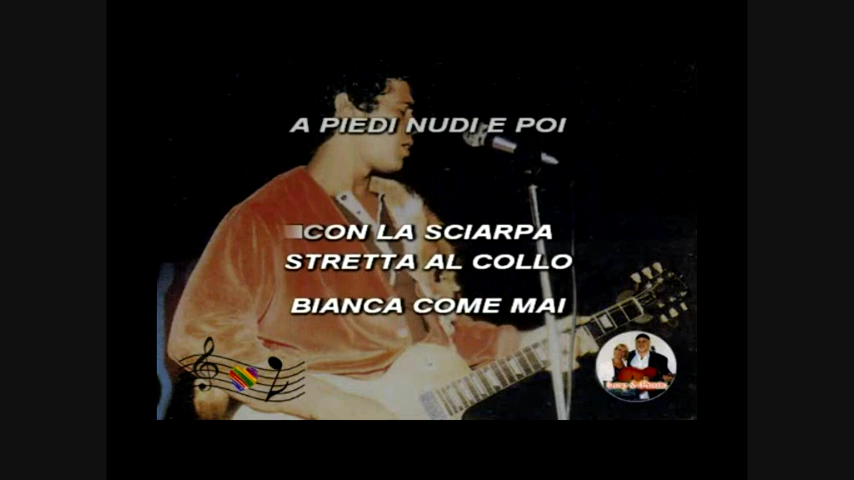 A PIEDI NUDI E POI
CON LA SCIARPA
STRETTA AL COLLO
BIANCA COME MAI